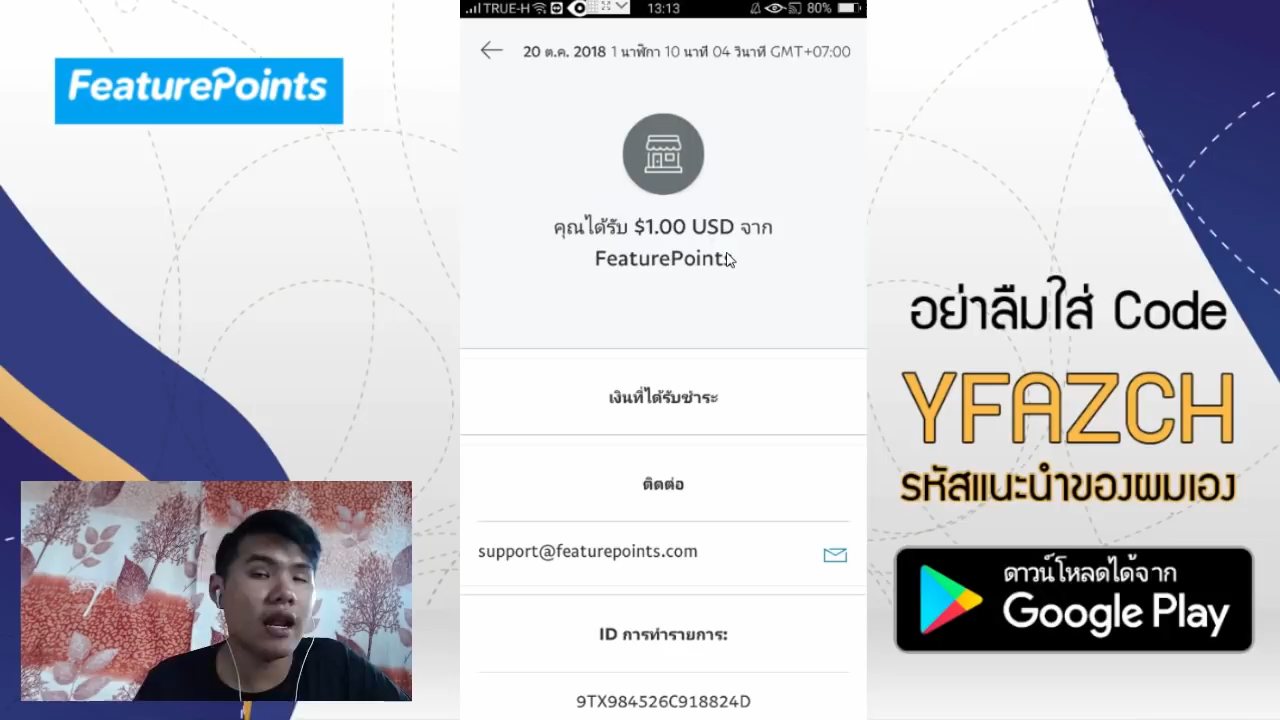 FeaturePoints
TRUE-H
13:13
80%
20 ต.ค. 2018 1 นาฬิกา 10 นาที 04 วินาที GMT+07:00
คุณได้รับ $1.00 USD จาก
FeaturePoints
เงินที่ได้รับชำระ
ติดต่อ
support@featurepoints.com
ID การทำรายการ:
9TX984526C918824D
อย่าลืมใส่ Code
YFAZCH
รหัสแนะนำของผมเอง
ดาวน์โหลดได้จาก
Google Play